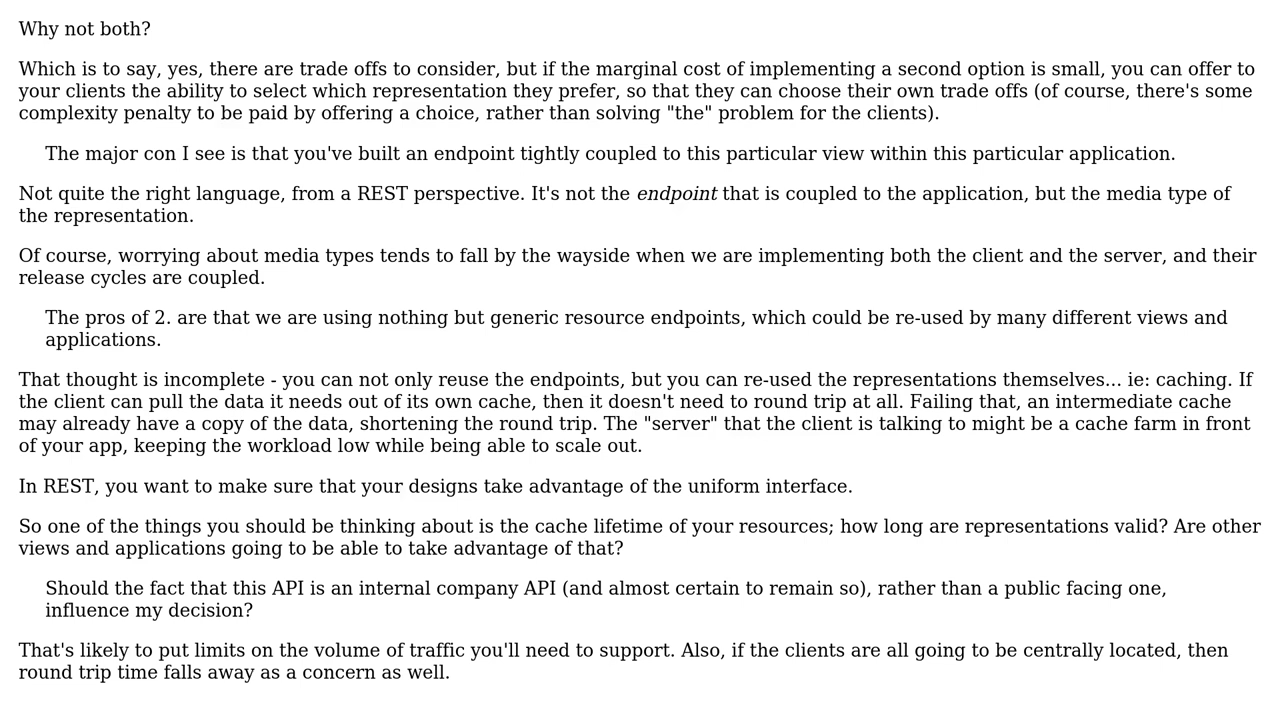 Why not both?
Which is to say, yes, there are trade offs to consider, but if the marginal cost of implementing a second option is small, you can offer to
your clients the ability to select which representation they prefer, so that they can choose their own trade offs (of course, there's some
complexity penalty to be paid by offering a choice, rather than solving "the" problem for the clients).
The major con I see is that you've built an endpoint tightly coupled to this particular view within this particular application.
Not quite the right language, from a REST perspective. It's not the endpoint that is coupled to the application, but the media type of
the representation.
Of course, worrying about media types tends to fall by the wayside when we are implementing both the client and the server, and their
release cycles are coupled.
The pros of 2. are that we are using nothing but generic resource endpoints, which could be re-used by many different views and
applications.
That thought is incomplete - you can not only reuse the endpoints, but you can re-used the representations themselves... ie: caching. If
the client can pull the data it needs out of its own cache, then it doesn't need to round trip at all. Failing that, an intermediate cache
may already have a copy of the data, shortening the round trip. The "server" that the client is talking to might be a cache farm in front
of your app, keeping the workload low while being able to scale out.
In REST, you want to make sure that your designs take advantage of the uniform interface.
So one of the things you should be thinking about is the cache lifetime of your resources; how long are representations valid? Are other
views and applications going to be able to take advantage of that?
Should the fact that this API is an internal company API (and almost certain to remain so), rather than a public facing one,
influence my decision?
That's likely to put limits on the volume of traffic you'll need to support. Also, if the clients are all going to be centrally located, then
round trip time falls away as a concern as well.